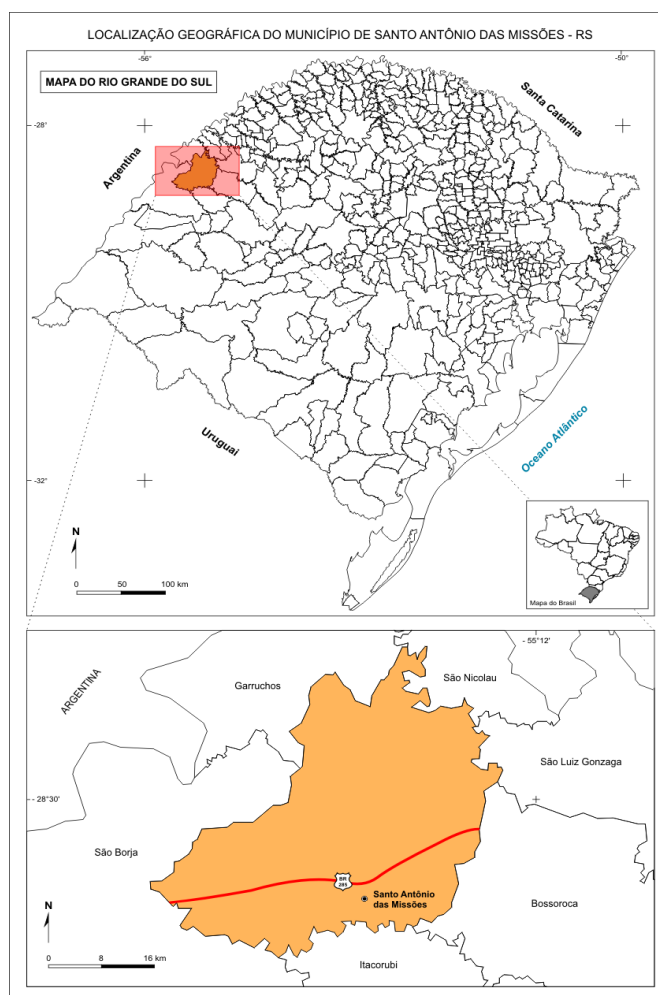 LOCALIZAÇÃO GEOGRÁFICA DO MUNICÍPIO DE SANTO ANTÔNIO DAS MISSÕES - RS
-56°
-50°
MAPA DO RIO GRANDE DO SUL
Santa Catarina
-28°
Argentina
Uruguai
Oceano Atlântico
-32°
N
0 50 100 km
Mapa do Brasil
- 55°12'
ARGENTINA
Garruchos
São Nicolau
São Luiz Gonzaga
- 28°30'
São Borja
BR
285
Santo Antônio
das Missões
Bossoroca
N
0 8 16 km
Itacorubi